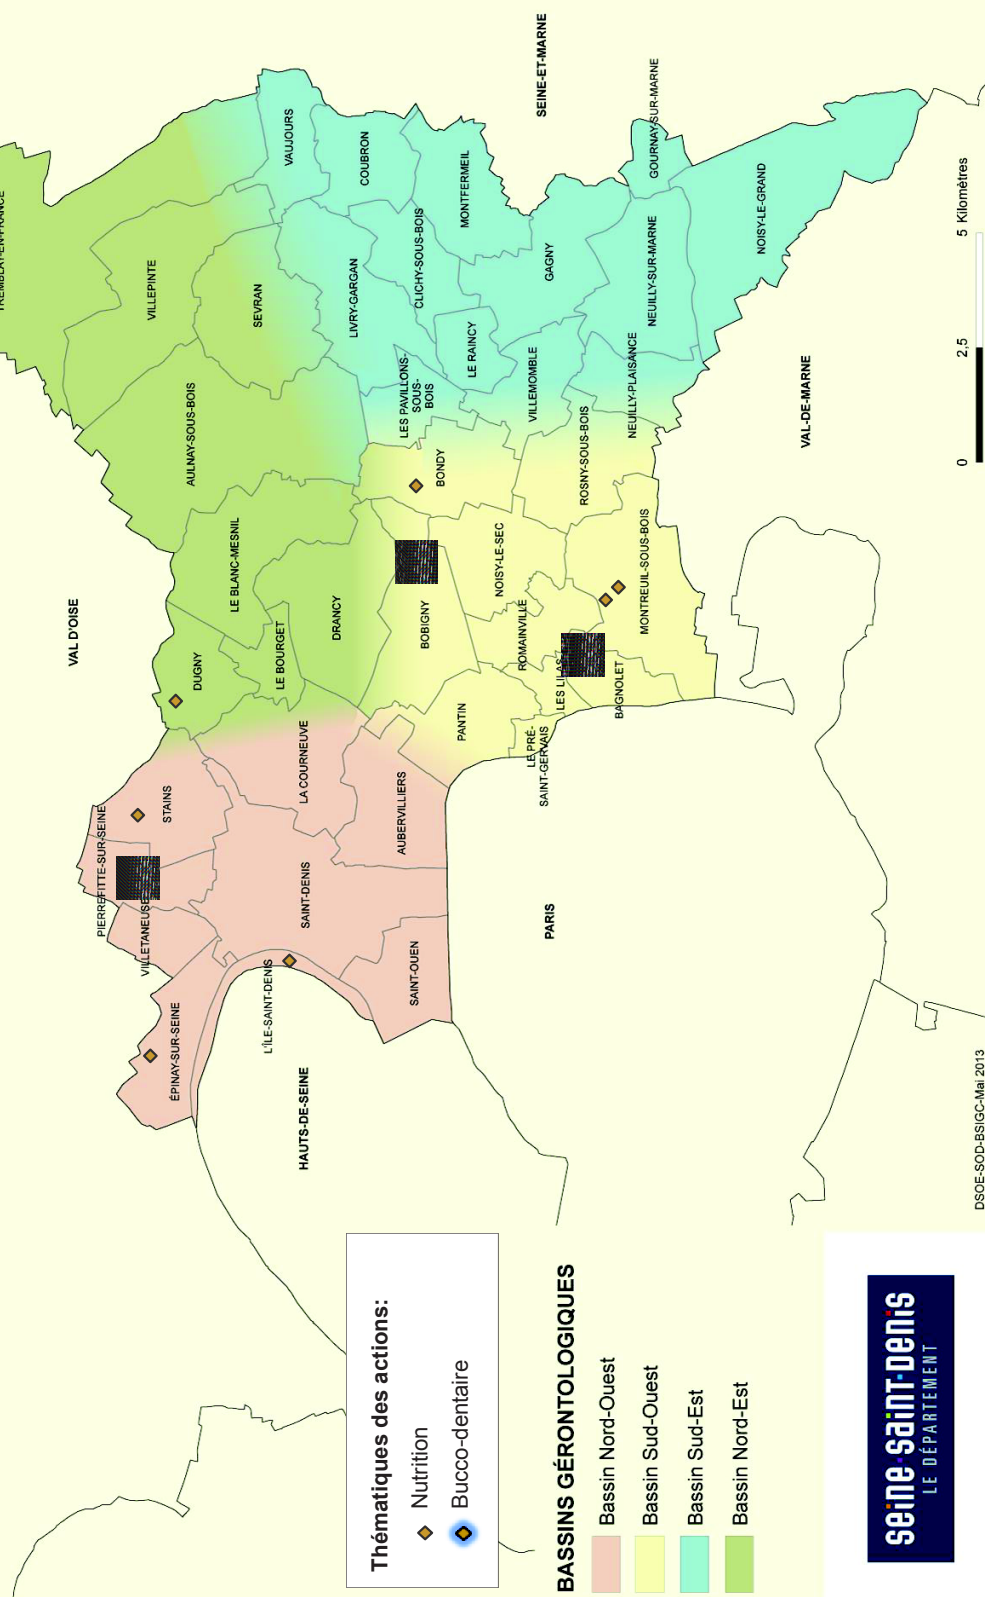 TREMBLAY-EN-FRANCE
VILLEPINTE
VAUJOURS
SEVRAN
COUBRON
AULNAY-SOUS-BOIS
LIVRY-GARGAN
CLICHY-SOUS-BOIS
MONTFERMEIL
SEINE-ET-MARNE
GOURNAY-SUR-MARNE
GAGNY
LE RAINCY
LES PAVILLONS-
SOUS-
BOIS
VILLEMOMBLE
NEUILLY-SUR-MARNE
NEUILLY-PLAISANCE
NOISY-LE-GRAND
VAL D'OISE
LE BLANC-MESNIL
DUGNY
LE BOURGET
DRANCY
BONDY
BOBIGNY
NOISY-LE-SEC
ROSNY-SOUS-BOIS
ROMAINVILLE
MONTREUIL-SOUS-BOIS
LES LILAS
BAGNOLET
PANTIN
LE PRÉ-
SAINT-GERVAIS
VAL-DE-MARNE
PIERREFITTE-SUR-SEINE
STAINS
LA COURNEUVE
AUBERVILLIERS
VILLETANEUSE
SAINT-DENIS
L'ÎLE-SAINT-DENIS
SAINT-OUEN
ÉPINAY-SUR-SEINE
HAUTS-DE-SEINE
PARIS
0 2,5 5 Kilomètres
DSOE-SOD-BSIGC-Mai 2013
Thématiques des actions:
Nutrition
Bucco-dentaire
BASSINS GÉRONTOLOGIQUES
Bassin Nord-Ouest
Bassin Sud-Ouest
Bassin Sud-Est
Bassin Nord-Est
seine·saint·denis
LE DÉPARTEMENT